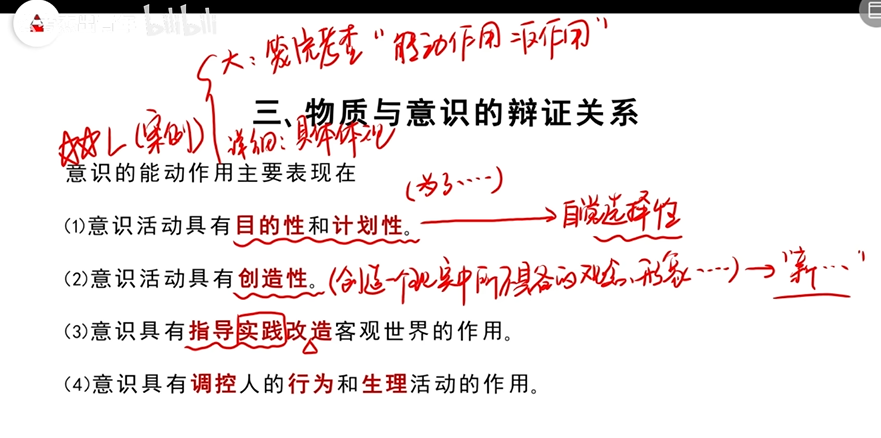 bilibili
大：笼统考查“能动作用 反作用”
三、物质与意识的辩证关系
材料(案例)
详细：具体体现
意识的能动作用主要表现在
(为了……)
(1)意识活动具有目的性和计划性。 自觉选择性
(2)意识活动具有创造性。(创造一个现实中所不具备的观念、形象……)→“新…”
(3)意识具有指导实践改造客观世界的作用。
(4)意识具有调控人的行为和生理活动的作用。